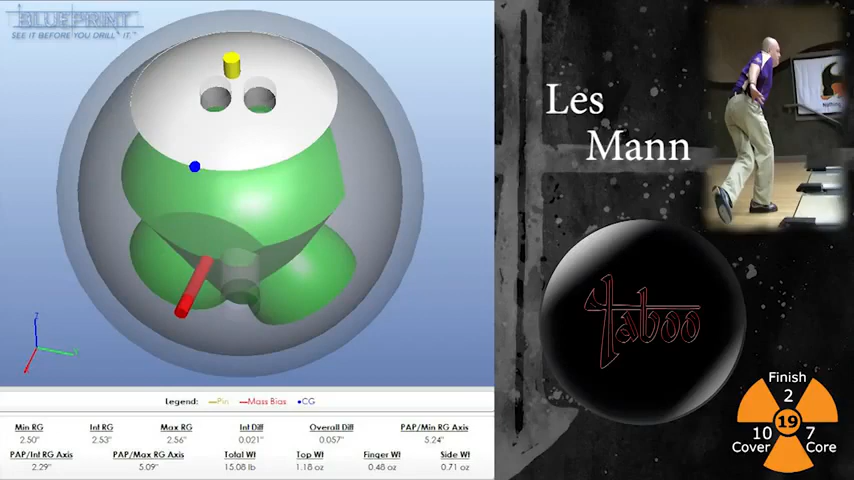 BLUEPRINT
SEE IT BEFORE YOU DRILL IT.™
Les
Mann
Taboo
Legend: Pin Mass Bias CG
Min RG Int RG Max RG Int Diff Overall Diff PAP/Min RG Axis
2.50" 2.53" 2.56" 0.021" 0.057" 5.24"
PAP/Int RG Axis PAP/Max RG Axis Total Wt Top Wt Finger Wt Side Wt
2.29" 5.09" 15.08 lb 1.18 oz 0.48 oz 0.71 oz
Finish
2
19
10 7
Cover Core